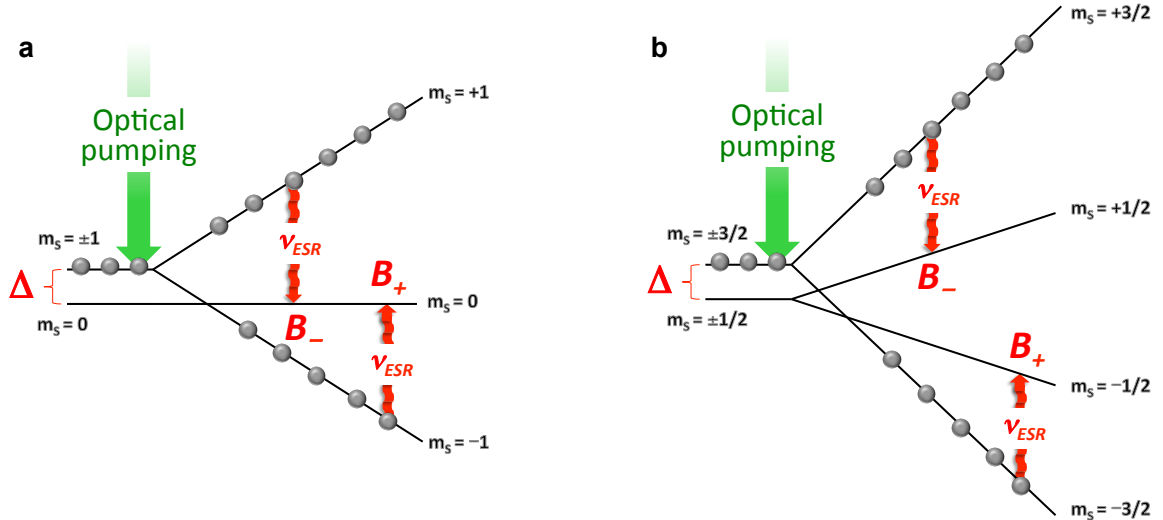 a
Optical
pumping
m_S = +1
m_S = ±1
ν_ESR
Δ
B_+
m_S = 0
m_S = 0
B_−
ν_ESR
m_S = −1
b
m_S = +3/2
Optical
pumping
ν_ESR
m_S = +1/2
m_S = ±3/2
B_−
Δ
m_S = ±1/2
B_+
m_S = −1/2
ν_ESR
m_S = −3/2